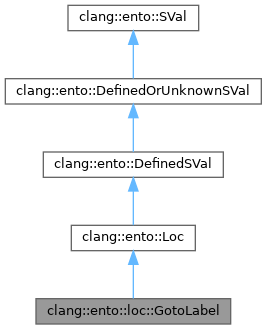 clang::ento::SVal
clang::ento::DefinedOrUnknownSVal
clang::ento::DefinedSVal
clang::ento::Loc
clang::ento::loc::GotoLabel